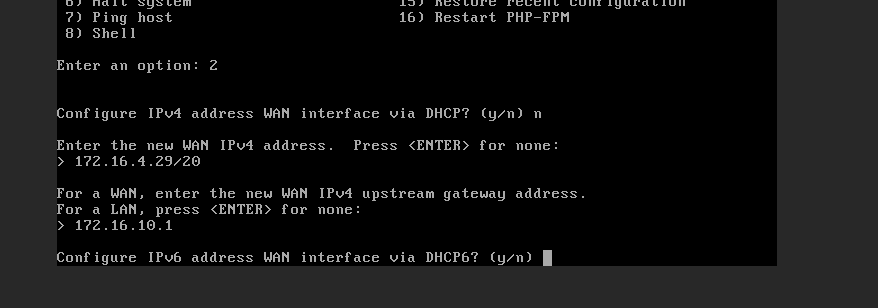 6) Halt system 15) Restore recent configuration
7) Ping host 16) Restart PHP-FPM
8) Shell
Enter an option: 2
Configure IPv4 address WAN interface via DHCP? (y/n) n
Enter the new WAN IPv4 address.  Press <ENTER> for none:
> 172.16.4.29/20
For a WAN, enter the new WAN IPv4 upstream gateway address.
For a LAN, press <ENTER> for none:
> 172.16.10.1
Configure IPv6 address WAN interface via DHCP6? (y/n)